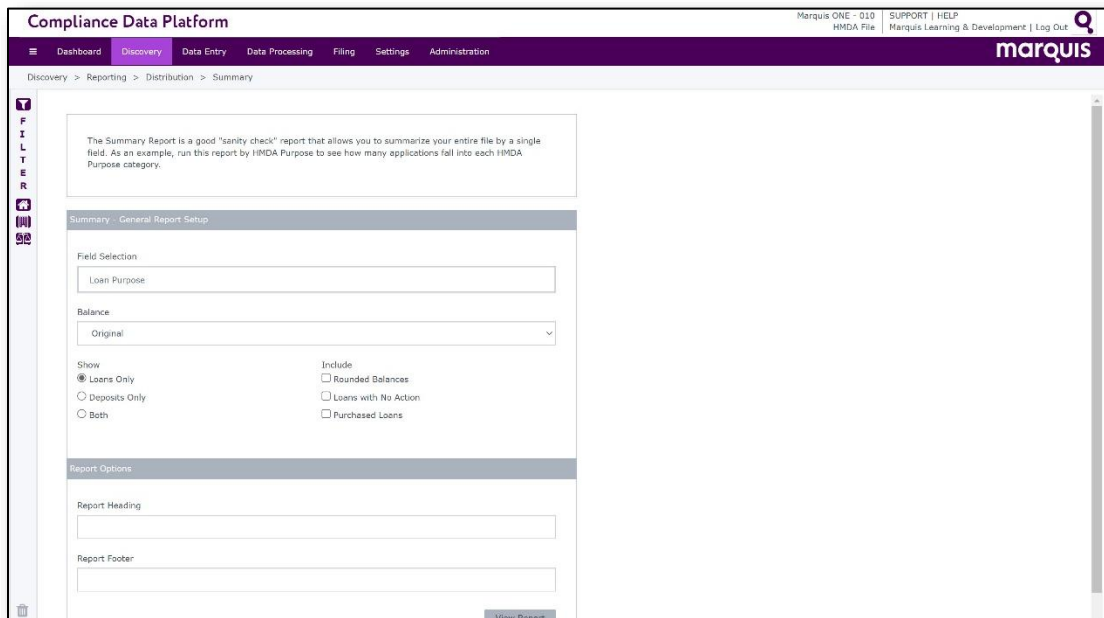 Compliance Data Platform
Marquis ONE - 010
HMDA File
SUPPORT | HELP
Marquis Learning & Development | Log Out
Dashboard Discovery Data Entry Data Processing Filing Settings Administration
marquis
Discovery > Reporting > Distribution > Summary
FILTER
The Summary Report is a good "sanity check" report that allows you to summarize your entire file by a single
field. As an example, run this report by HMDA Purpose to see how many applications fall into each HMDA
Purpose category.
Summary - General Report Setup
Field Selection
Loan Purpose
Balance
Original
Show
Loans Only
Deposits Only
Both
Include
Rounded Balances
Loans with No Action
Purchased Loans
Report Options
Report Heading
Report Footer
View Report